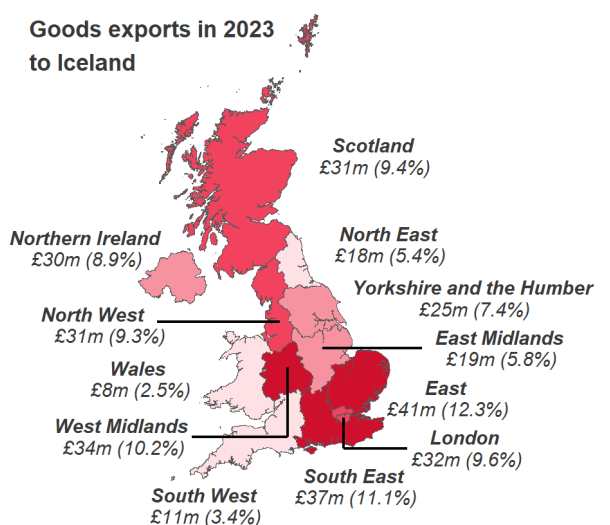 Goods exports in 2023
to Iceland
Scotland
£31m (9.4%)
Northern Ireland
£30m (8.9%)
North East
£18m (5.4%)
Yorkshire and the Humber
£25m (7.4%)
North West
£31m (9.3%)
East Midlands
£19m (5.8%)
Wales
£8m (2.5%)
East
£41m (12.3%)
West Midlands
£34m (10.2%)
London
£32m (9.6%)
South East
£37m (11.1%)
South West
£11m (3.4%)